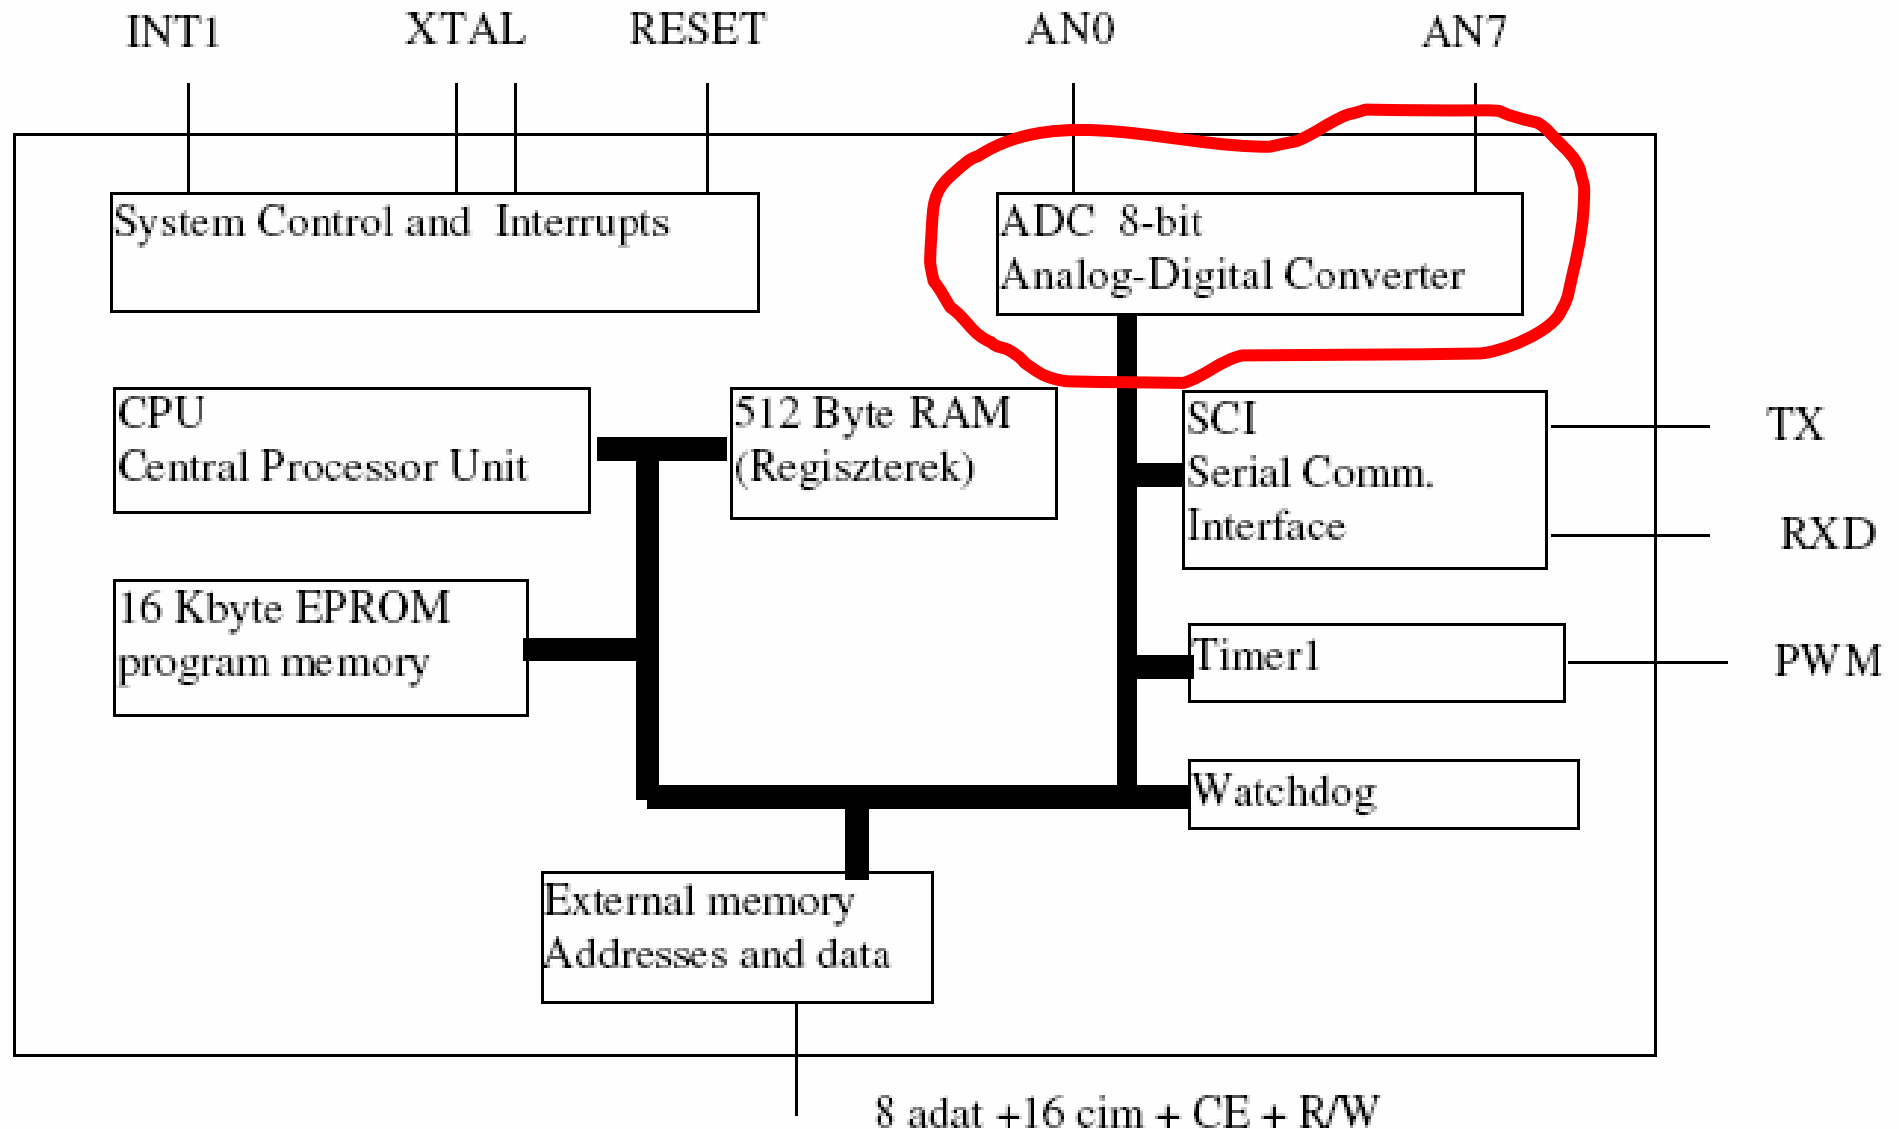 INT1 XTAL RESET AN0 AN7
System Control and Interrupts
ADC 8-bit
Analog-Digital Converter
CPU
Central Processor Unit
512 Byte RAM
(Regiszterek)
SCI
Serial Comm.
Interface
TX
RXD
16 Kbyte EPROM
program memory
Timer1
PWM
Watchdog
External memory
Addresses and data
8 adat +16 cim + CE + R/W